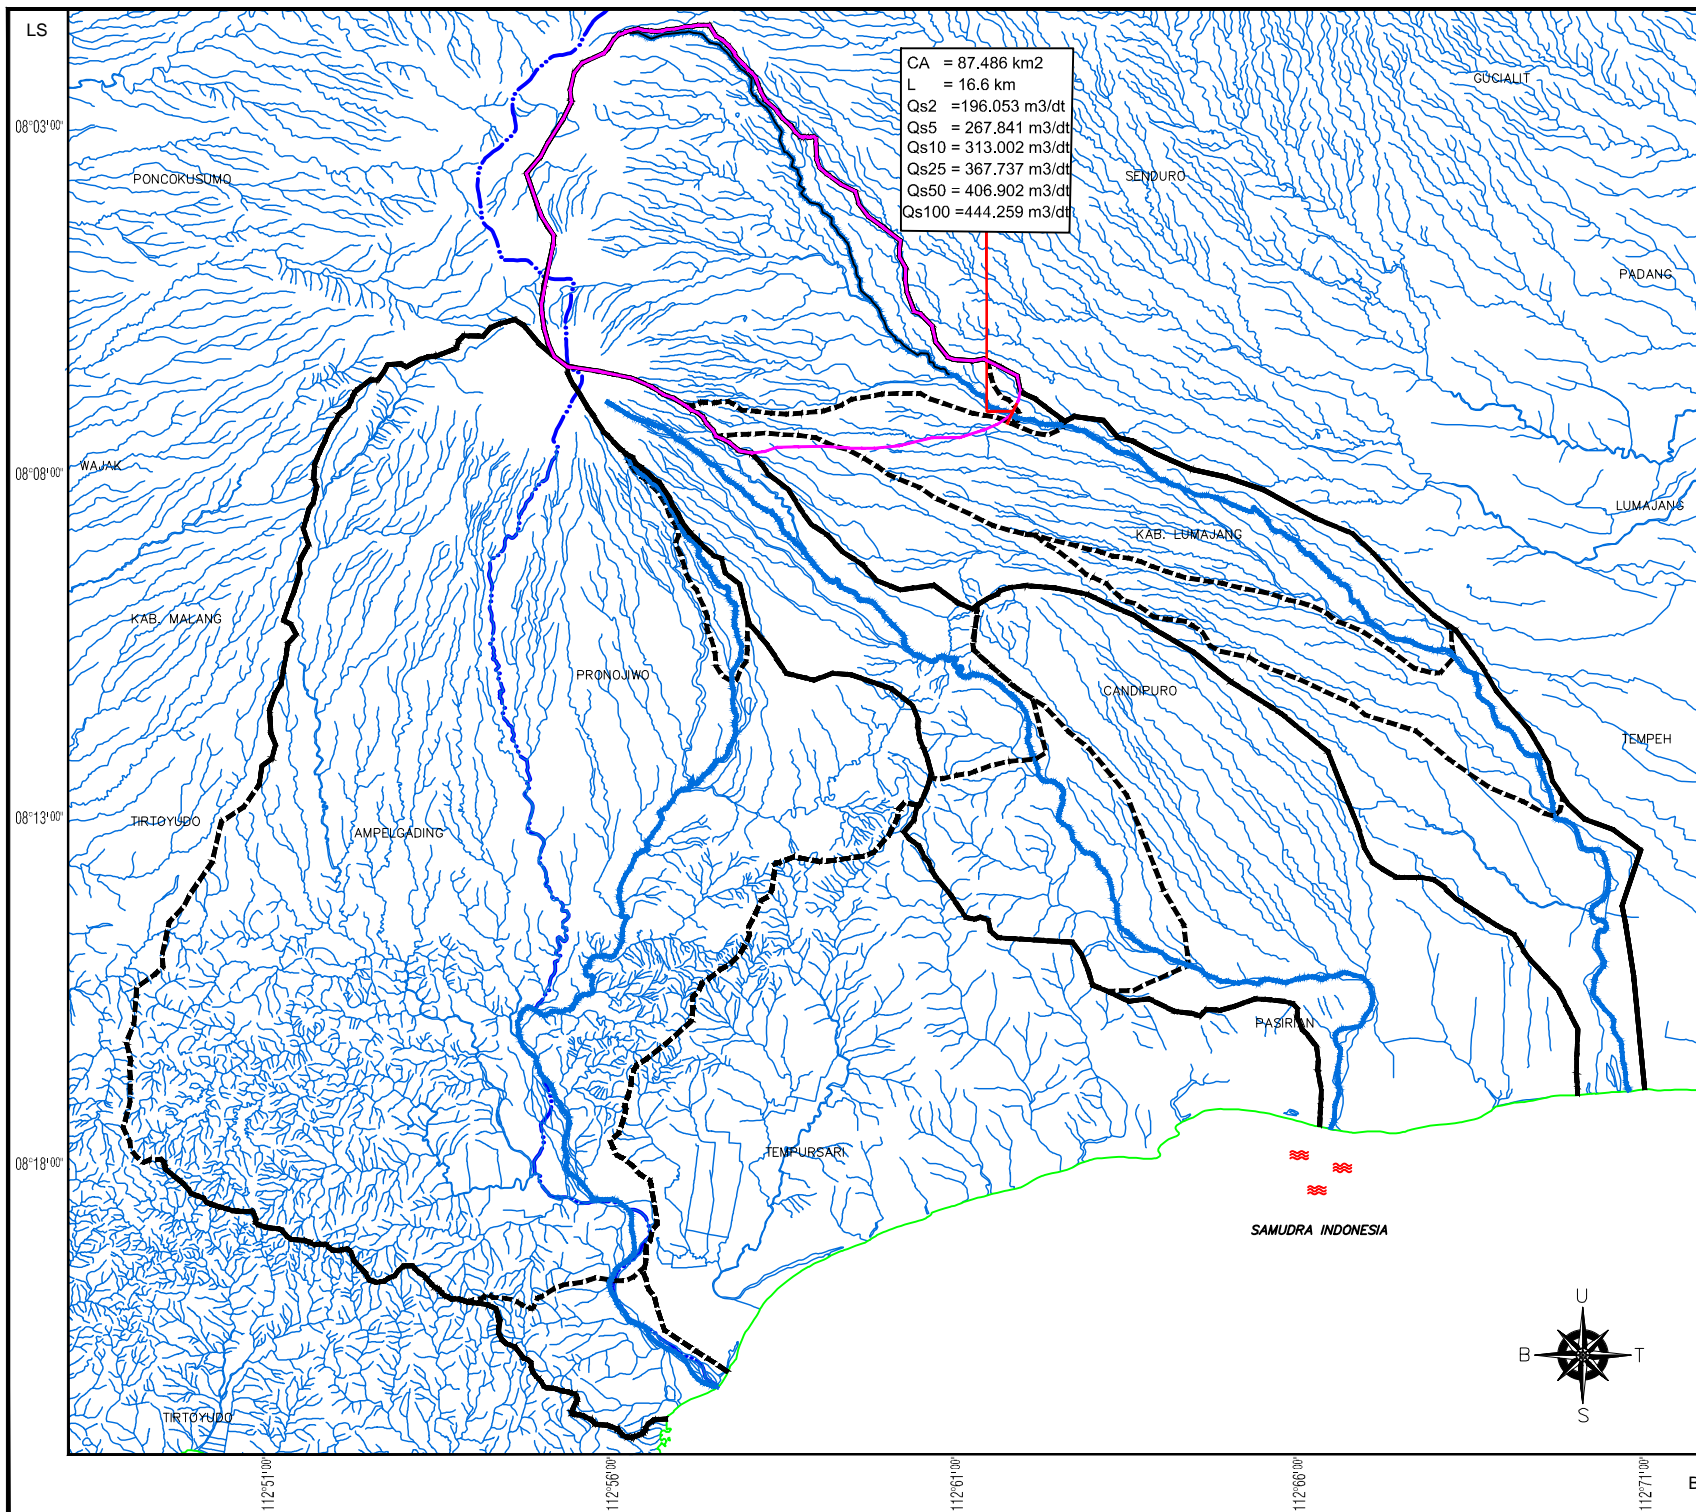 LS
CA = 87.486 km2
L = 16.6 km
Qs2 =196.053 m3/dt
Qs5 = 267.841 m3/dt
Qs10 = 313.002 m3/dt
Qs25 = 367.737 m3/dt
Qs50 = 406.902 m3/dt
Qs100 =444.259 m3/dt
GUCIALIT
08°03'00"
PONCOKUSUMO
SENDURO
PADANG
WAJAK
08°08'00"
LUMAJANG
KAB. LUMAJANG
KAB. MALANG
PRONOJIWO
CANDIPURO
TEMPEH
08°13'00"
TIRTOYUDO
AMPELGADING
PASIRIAN
TEMPURSARI
08°18'00"
SAMUDRA INDONESIA
U
B
T
S
TIRTOYUDO
112°51'00"
112°56'00"
112°61'00"
112°66'00"
112°71'00"